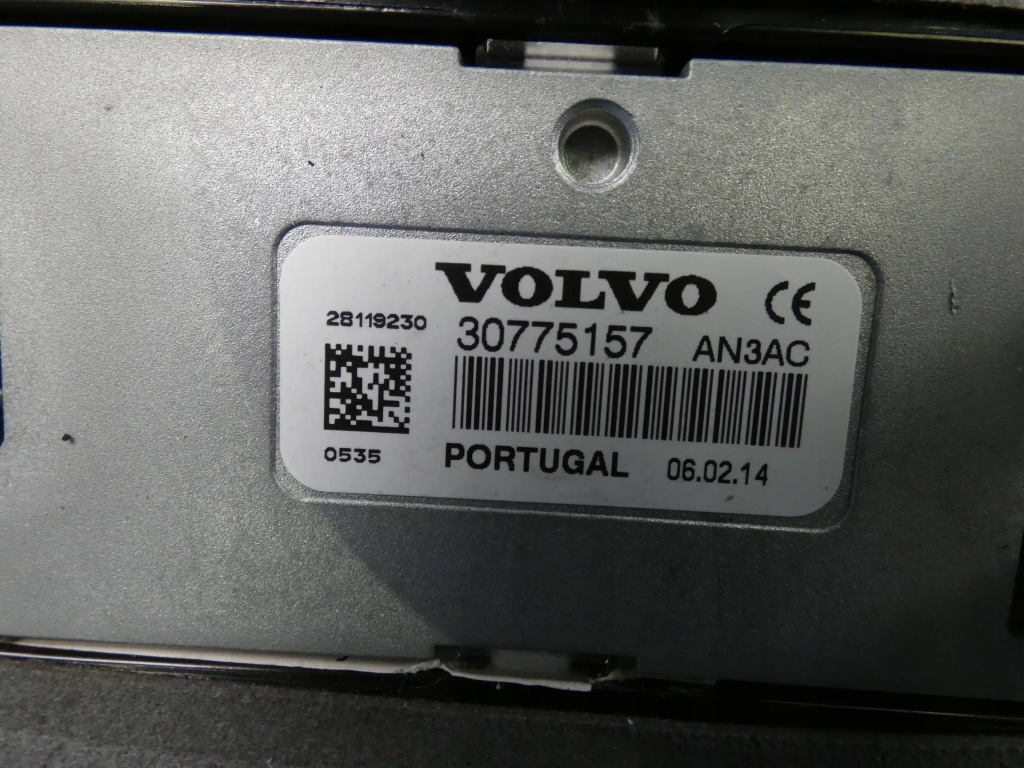 VOLVO CE
28119230 30775157 AN3AC
0535 PORTUGAL 06.02.14